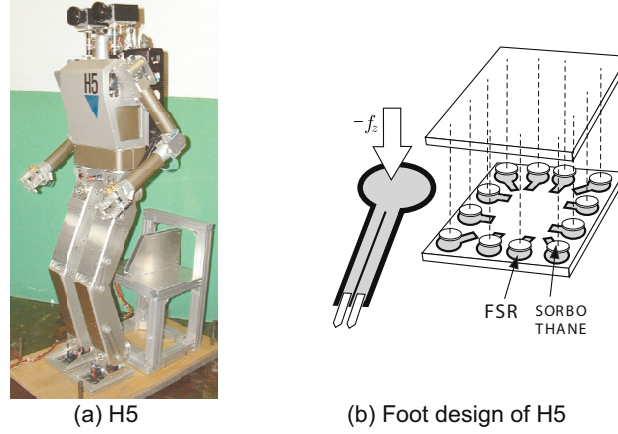 H5
−f_z
FSR
SORBO
THANE
(a) H5
(b) Foot design of H5